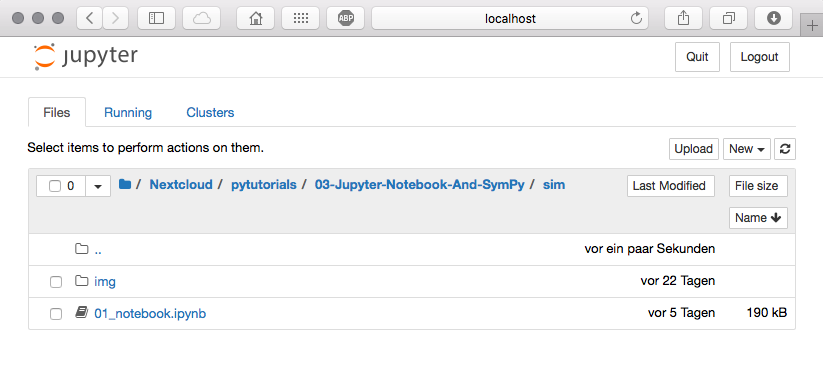 localhost
ABP
jupyter
Quit
Logout
Files
Running
Clusters
Select items to perform actions on them.
Upload
New
0
/ Nextcloud / pytutorials / 03-Jupyter-Notebook-And-SymPy / sim
Last Modified
File size
Name
..
vor ein paar Sekunden
img
vor 22 Tagen
01_notebook.ipynb
vor 5 Tagen
190 kB